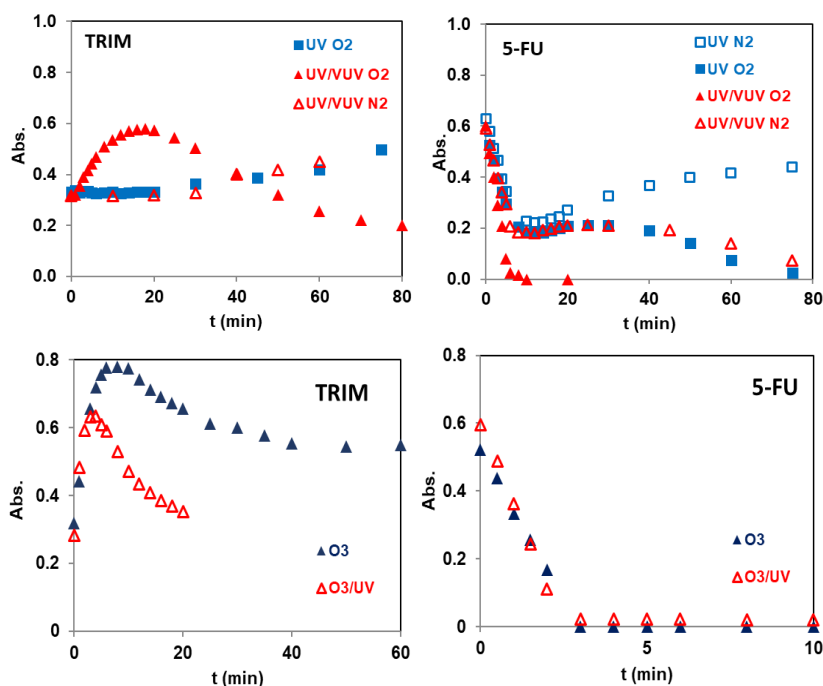 TRIM
UV O2
UV/VUV O2
UV/VUV N2
Abs.
1.0
0.8
0.6
0.4
0.2
0.0
0 20 40 60 80
t (min)
5-FU
UV N2
UV O2
UV/VUV O2
UV/VUV N2
Abs.
1.0
0.8
0.6
0.4
0.2
0.0
0 20 40 60 80
t (min)
TRIM
O3
O3/UV
Abs.
0.8
0.6
0.4
0.2
0
0 20 40 60
t (min)
5-FU
O3
O3/UV
Abs.
0.8
0.6
0.4
0.2
0
0 5 10
t (min)